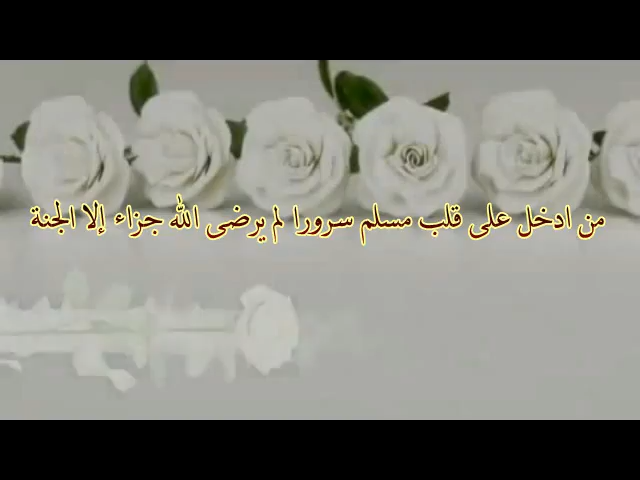 من ادخل على قلب مسلم سرورا لم يرضى الله جزاء إلا الجنة